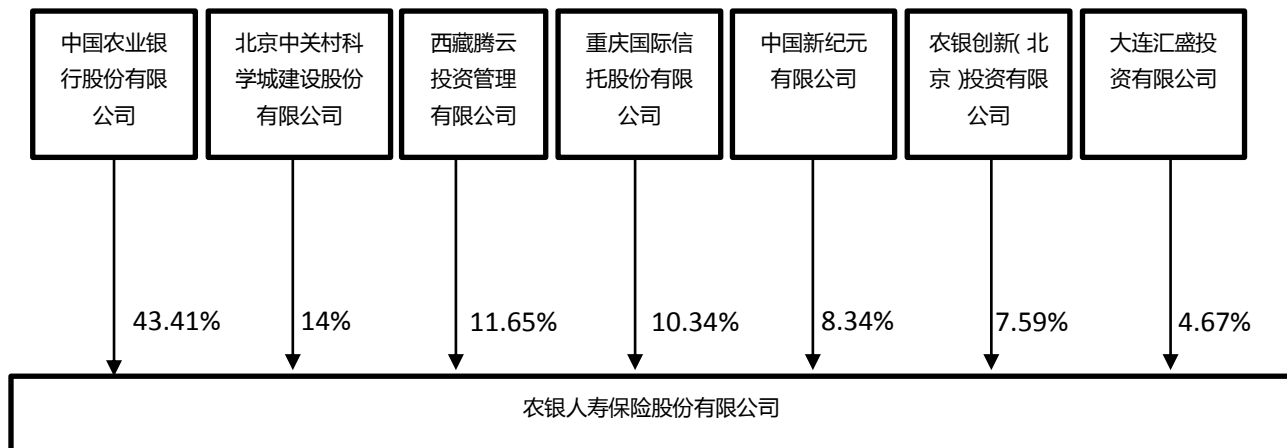 中国农业银
行股份有限
公司
北京中关村科
学城建设股份
有限公司
西藏腾云
投资管理
有限公司
重庆国际信
托股份有限
公司
中国新纪元
有限公司
农银创新( 北
京 )投资有限
公司
大连汇盛投
资有限公司
43.41%
14%
11.65%
10.34%
8.34%
7.59%
4.67%
农银人寿保险股份有限公司